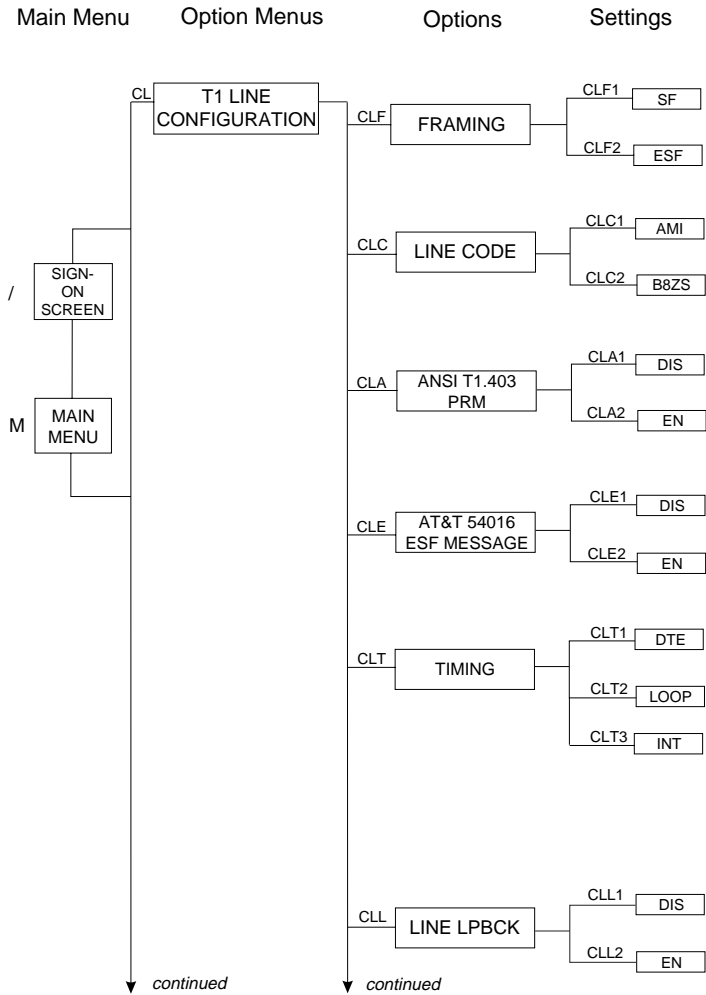 Main Menu Option Menus Options Settings
CL T1 LINE
CONFIGURATION
CLF FRAMING
CLF1 SF
CLF2 ESF
CLC LINE CODE
CLC1 AMI
CLC2 B8ZS
/ SIGN-
ON
SCREEN
M MAIN
MENU
CLA ANSI T1.403
PRM
CLA1 DIS
CLA2 EN
CLE AT&T 54016
ESF MESSAGE
CLE1 DIS
CLE2 EN
CLT TIMING
CLT1 DTE
CLT2 LOOP
CLT3 INT
CLL LINE LPBCK
CLL1 DIS
CLL2 EN
continued continued